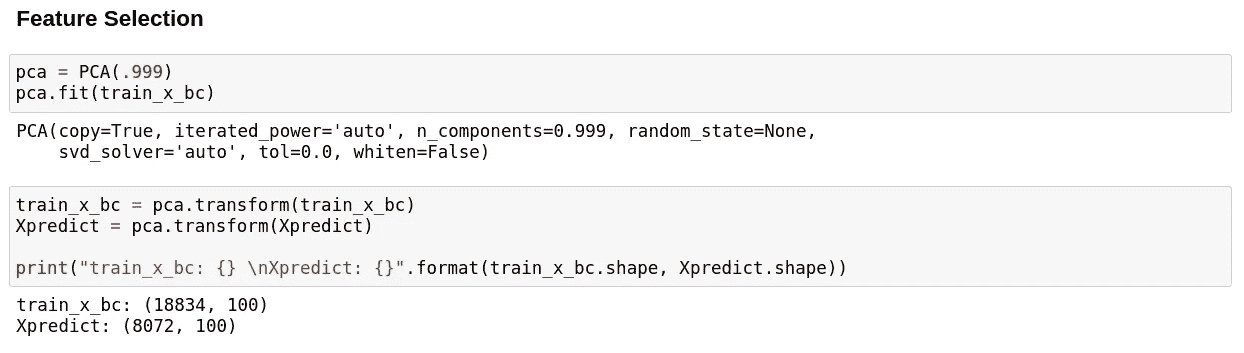 Feature Selection
pca = PCA(.999)
pca.fit(train_x_bc)
PCA(copy=True, iterated_power='auto', n_components=0.999, random_state=None,
    svd_solver='auto', tol=0.0, whiten=False)
train_x_bc = pca.transform(train_x_bc)
Xpredict = pca.transform(Xpredict)
print("train_x_bc: {} \nXpredict: {}".format(train_x_bc.shape, Xpredict.shape))
train_x_bc: (18834, 100)
Xpredict: (8072, 100)